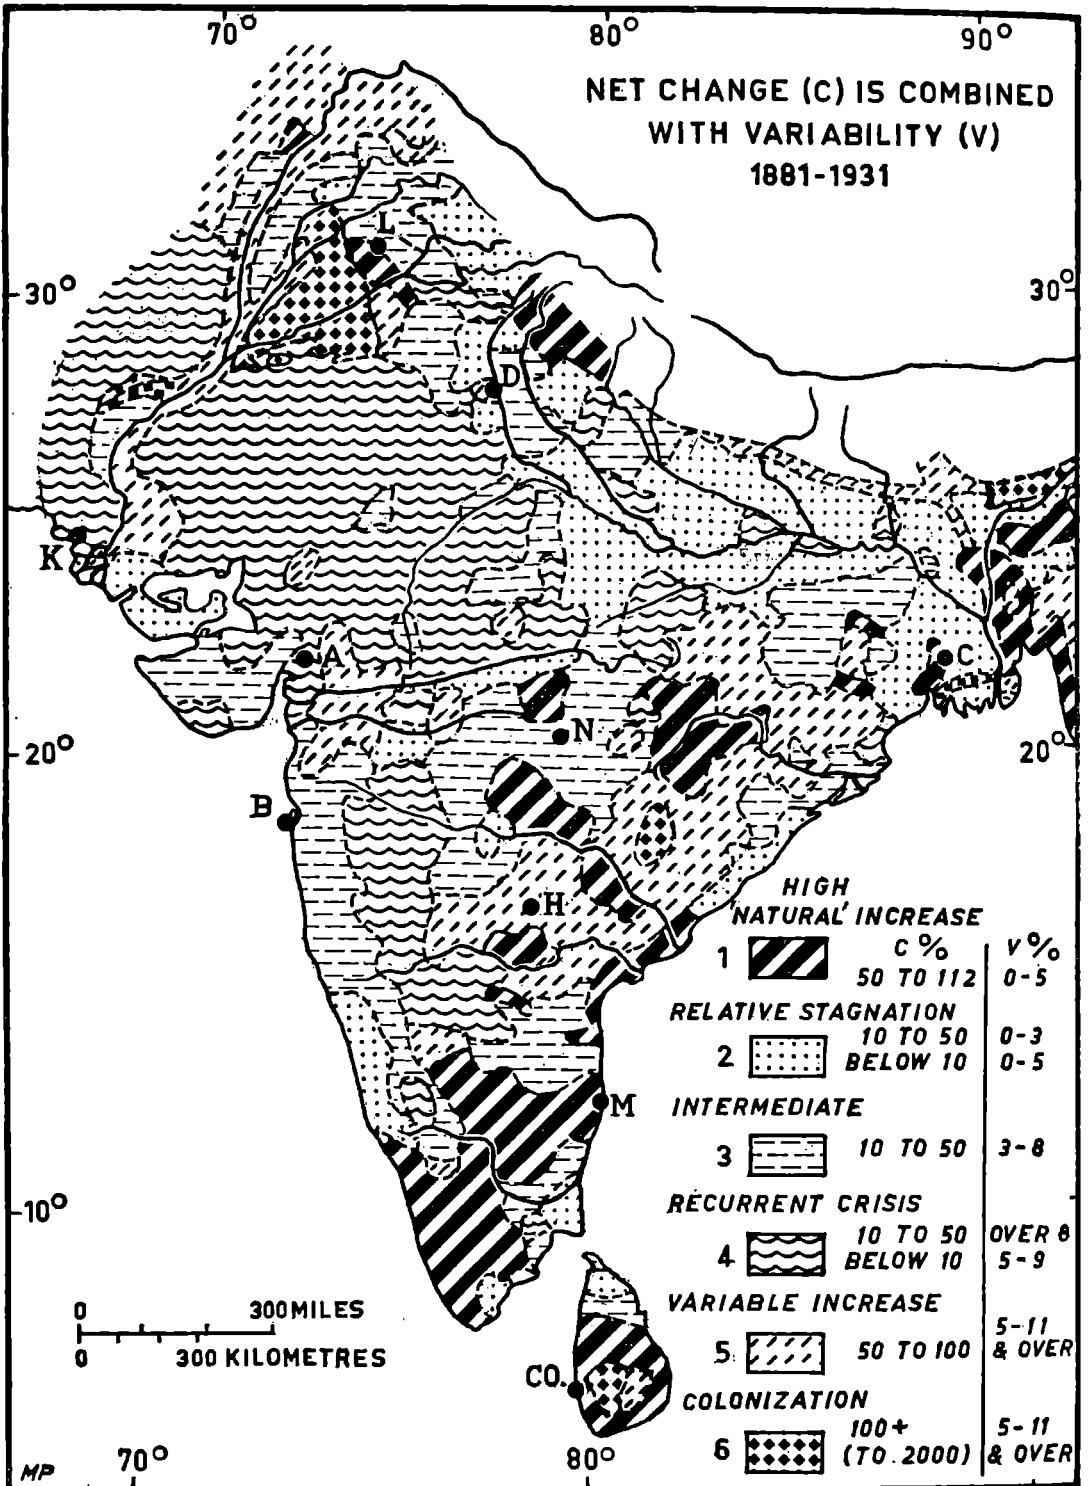 70°
80°
90°
NET CHANGE (C) IS COMBINED
WITH VARIABILITY (V)
1881-1931
L
30°
30°
D
K
A
C
N
20°
20°
B
H
M
10°
HIGH
'NATURAL' INCREASE
C% V%
1 50 TO 112 0-5
RELATIVE STAGNATION
10 TO 50 0-3
2 BELOW 10 0-5
INTERMEDIATE
3 10 TO 50 3-8
RECURRENT CRISIS
10 TO 50 OVER 8
4 BELOW 10 5-9
VARIABLE INCREASE
5-11
5 50 TO 100 & OVER
COLONIZATION
100+ 5-11
6 (TO 2000) & OVER
0 300 MILES
0 300 KILOMETRES
CO.
MP
70°
80°